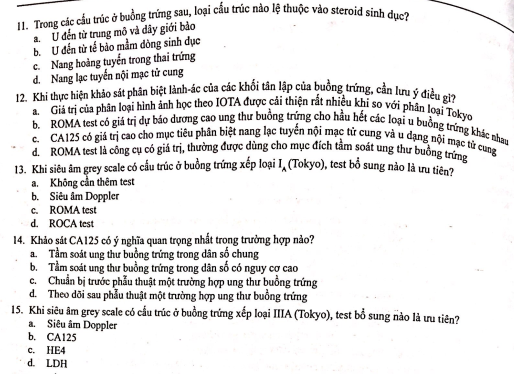 11. Trong các cấu trúc ở buồng trứng sau, loại cấu trúc nào lệ thuộc vào steroid sinh dục?
a. U đến từ trung mô và dây giới bào
b. U đến từ tế bào mầm dòng sinh dục
c. Nang hoàng tuyến trong thai trứng
d. Nang lạc tuyến nội mạc tử cung
12. Khi thực hiện khảo sát phân biệt lành-ác của các khối tân lập của buồng trứng, cần lưu ý điều gì?
a. Giá trị của phân loại hình ảnh học theo IOTA được cải thiện rất nhiều khi so với phân loại Tokyo
b. ROMA test có giá trị dự báo dương cao ung thư buồng trứng cho hầu hết các loại u buồng trứng khác nhau
c. CA125 có giá trị cao cho mục tiêu phân biệt nang lạc tuyến nội mạc tử cung và u dạng nội mạc tử cung
d. ROMA test là công cụ có giá trị, thường được dùng cho mục đích tầm soát ung thư buồng trứng
13. Khi siêu âm grey scale có cấu trúc ở buồng trứng xếp loại I_A (Tokyo), test bổ sung nào là ưu tiên?
a. Không cần thêm test
b. Siêu âm Doppler
c. ROMA test
d. ROCA test
14. Khảo sát CA125 có ý nghĩa quan trọng nhất trong trường hợp nào?
a. Tầm soát ung thư buồng trứng trong dân số chung
b. Tầm soát ung thư buồng trứng trong dân số có nguy cơ cao
c. Chuẩn bị trước phẫu thuật một trường hợp ung thư buồng trứng
d. Theo dõi sau phẫu thuật một trường hợp ung thư buồng trứng
15. Khi siêu âm grey scale có cấu trúc ở buồng trứng xếp loại IIIA (Tokyo), test bổ sung nào là ưu tiên?
a. Siêu âm Doppler
b. CA125
c. HE4
d. LDH